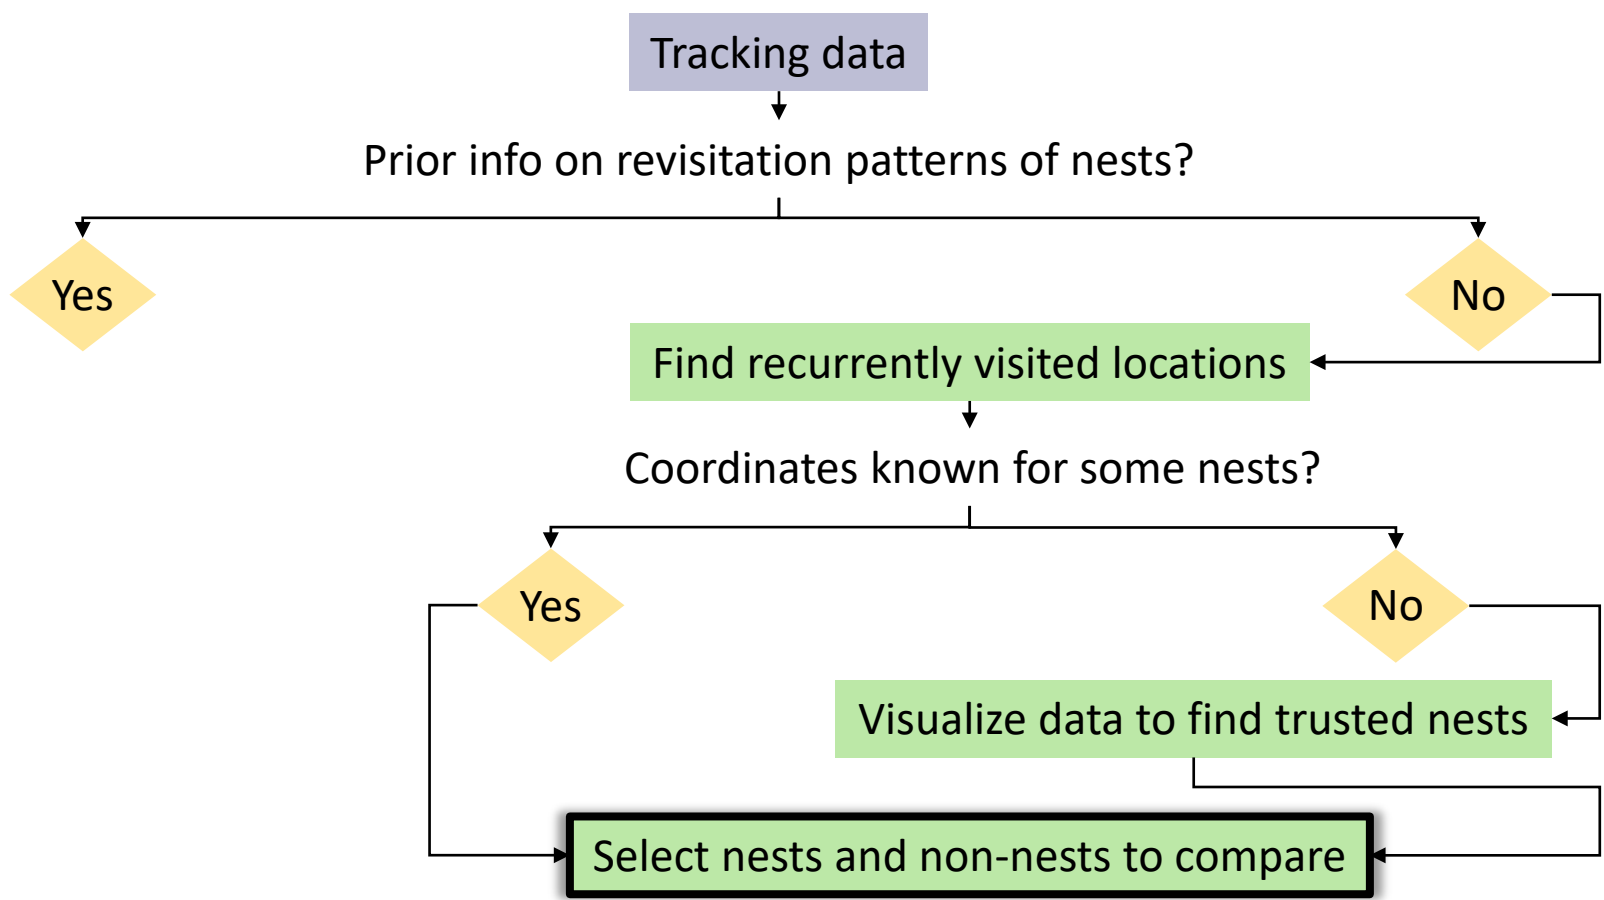 Tracking data
Prior info on revisitation patterns of nests?
Yes
No
Find recurrently visited locations
Coordinates known for some nests?
Yes
No
Visualize data to find trusted nests
Select nests and non-nests to compare